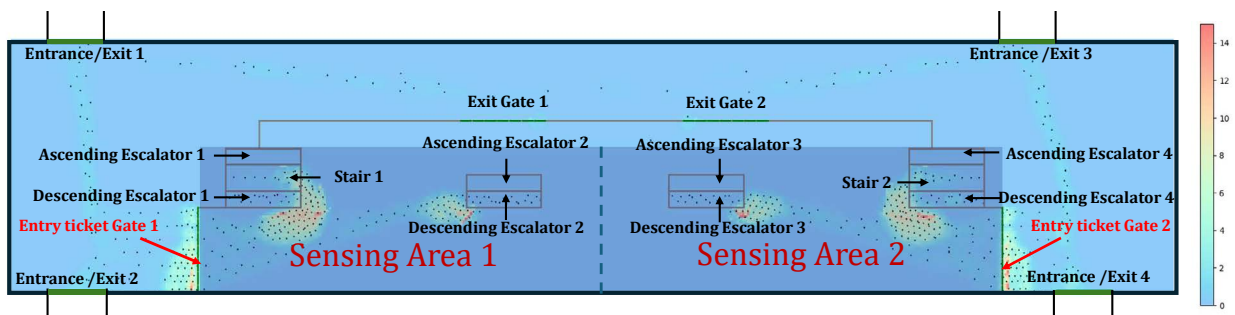 Entrance/Exit 1
Entrance /Exit 3
Exit Gate 1
Exit Gate 2
Ascending Escalator 1
Ascending Escalator 2
Ascending Escalator 3
Ascending Escalator 4
Stair 1
Stair 2
Descending Escalator 1
Descending Escalator 2
Descending Escalator 3
Descending Escalator 4
Entry ticket Gate 1
Entry ticket Gate 2
Sensing Area 1
Sensing Area 2
Entrance/Exit 2
Entrance /Exit 4
14
12
10
8
6
4
2
0